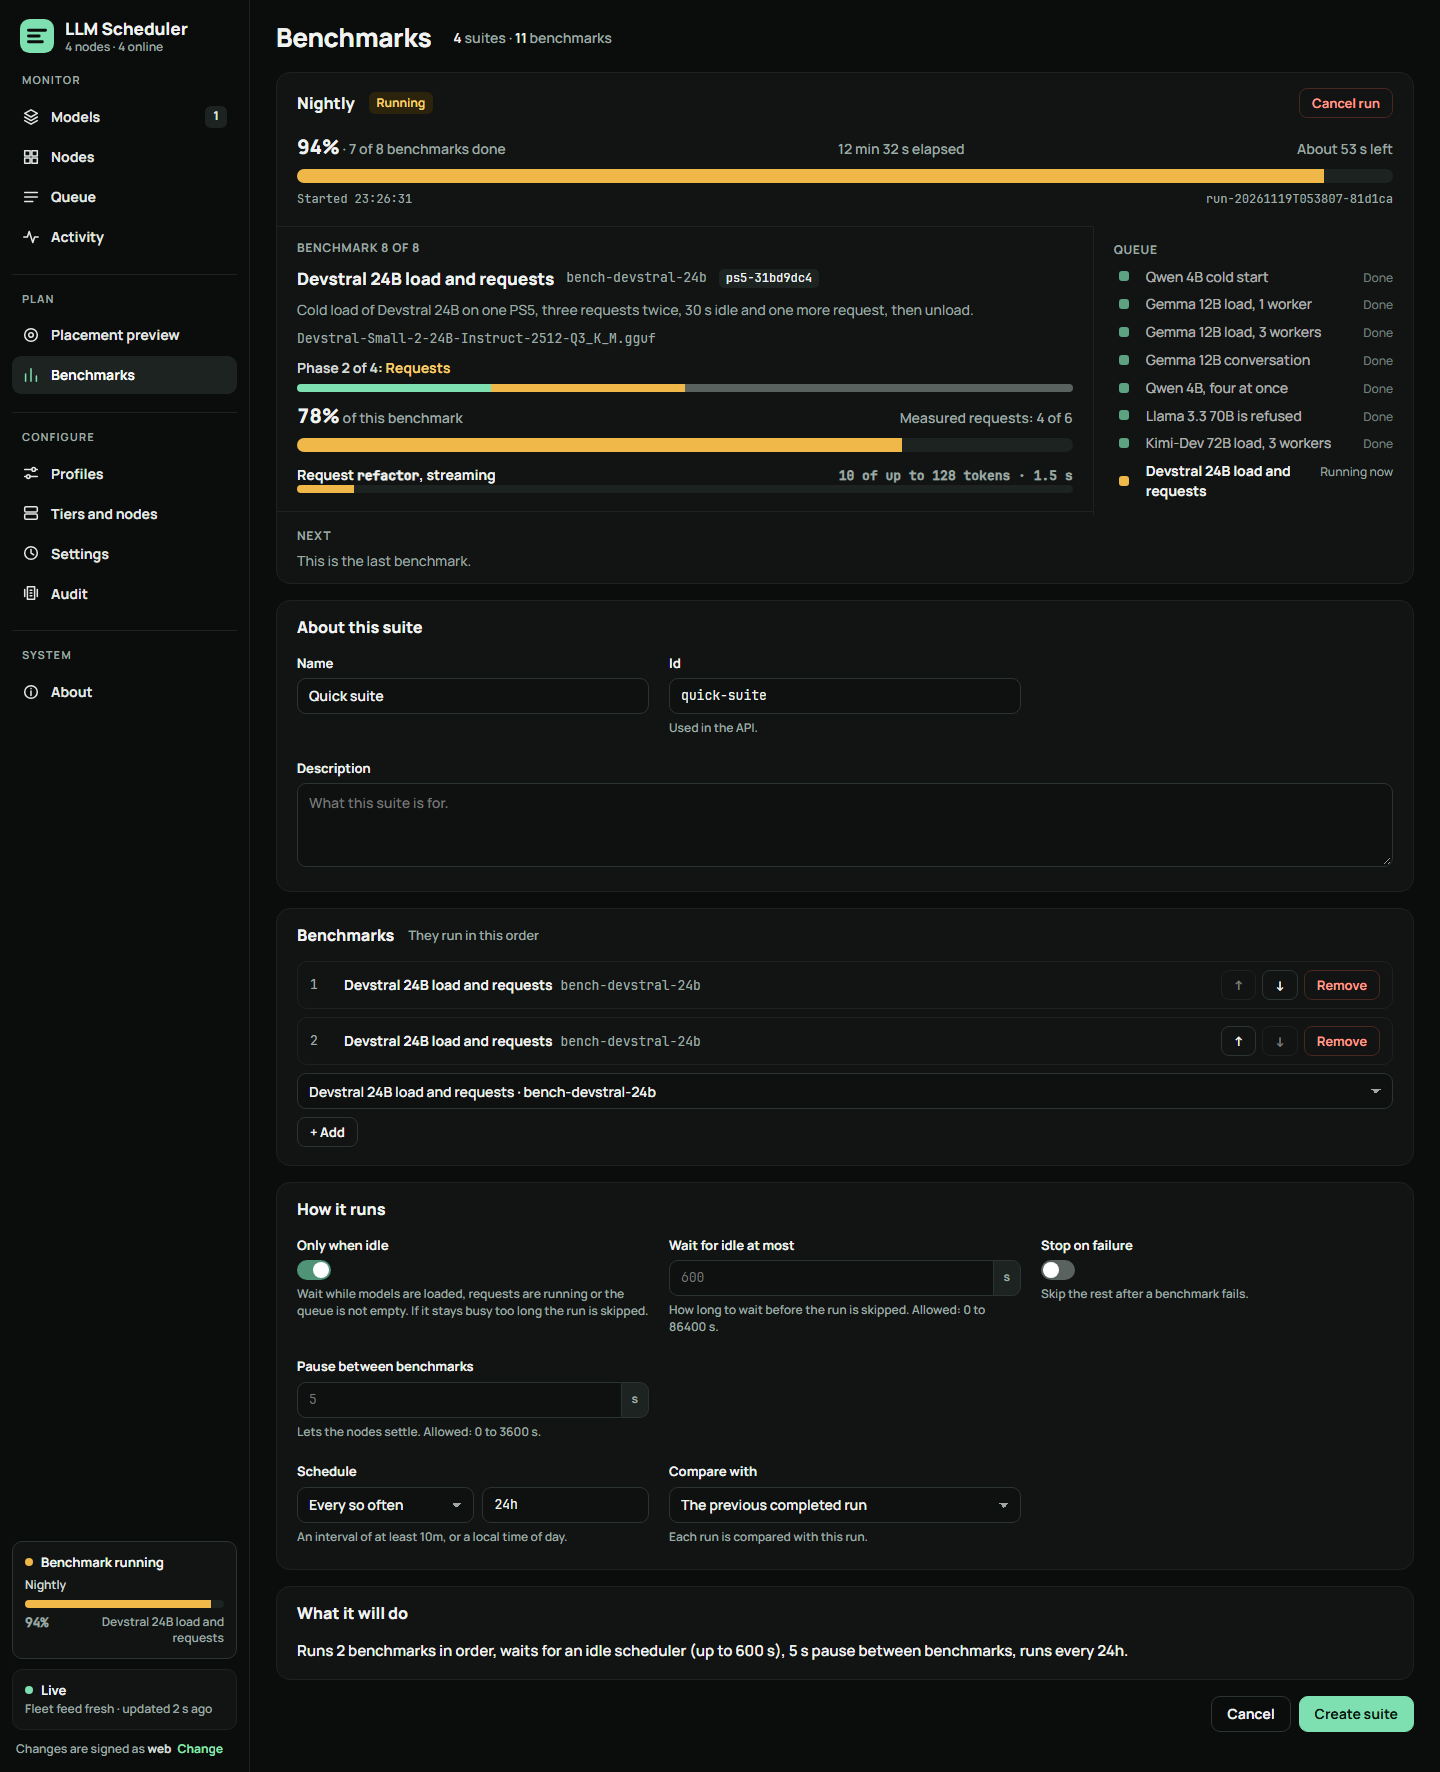 LLM Scheduler
4 nodes · 4 online
MONITOR
Models
1
Nodes
Queue
Activity
PLAN
Placement preview
Benchmarks
CONFIGURE
Profiles
Tiers and nodes
Settings
Audit
SYSTEM
About
Benchmark running
Nightly
94%
Devstral 24B load and
requests
Live
Fleet feed fresh · updated 2 s ago
Changes are signed as web Change
Benchmarks
4 suites · 11 benchmarks
Nightly
Running
Cancel run
94% · 7 of 8 benchmarks done
12 min 32 s elapsed
About 53 s left
Started 23:26:31
run-20261119T053807-81d1ca
BENCHMARK 8 OF 8
Devstral 24B load and requests bench-devstral-24b ps5-31bd9dc4
Cold load of Devstral 24B on one PS5, three requests twice, 30 s idle and one more request, then unload.
Devstral-Small-2-24B-Instruct-2512-Q3_K_M.gguf
Phase 2 of 4: Requests
78% of this benchmark
Measured requests: 4 of 6
Request refactor, streaming
10 of up to 128 tokens · 1.5 s
QUEUE
Qwen 4B cold start Done
Gemma 12B load, 1 worker Done
Gemma 12B load, 3 workers Done
Gemma 12B conversation Done
Qwen 4B, four at once Done
Llama 3.3 70B is refused Done
Kimi-Dev 72B load, 3 workers Done
Devstral 24B load and Running now
requests
NEXT
This is the last benchmark.
About this suite
Name
Quick suite
Id
quick-suite
Used in the API.
Description
What this suite is for.
Benchmarks They run in this order
1 Devstral 24B load and requests bench-devstral-24b ↑ ↓ Remove
2 Devstral 24B load and requests bench-devstral-24b ↑ ↓ Remove
Devstral 24B load and requests · bench-devstral-24b
+ Add
How it runs
Only when idle
Wait while models are loaded, requests are running or the
queue is not empty. If it stays busy too long the run is skipped.
Wait for idle at most
600 s
How long to wait before the run is skipped. Allowed: 0 to
86400 s.
Stop on failure
Skip the rest after a benchmark fails.
Pause between benchmarks
5 s
Lets the nodes settle. Allowed: 0 to 3600 s.
Schedule
Every so often
24h
An interval of at least 10m, or a local time of day.
Compare with
The previous completed run
Each run is compared with this run.
What it will do
Runs 2 benchmarks in order, waits for an idle scheduler (up to 600 s), 5 s pause between benchmarks, runs every 24h.
Cancel
Create suite